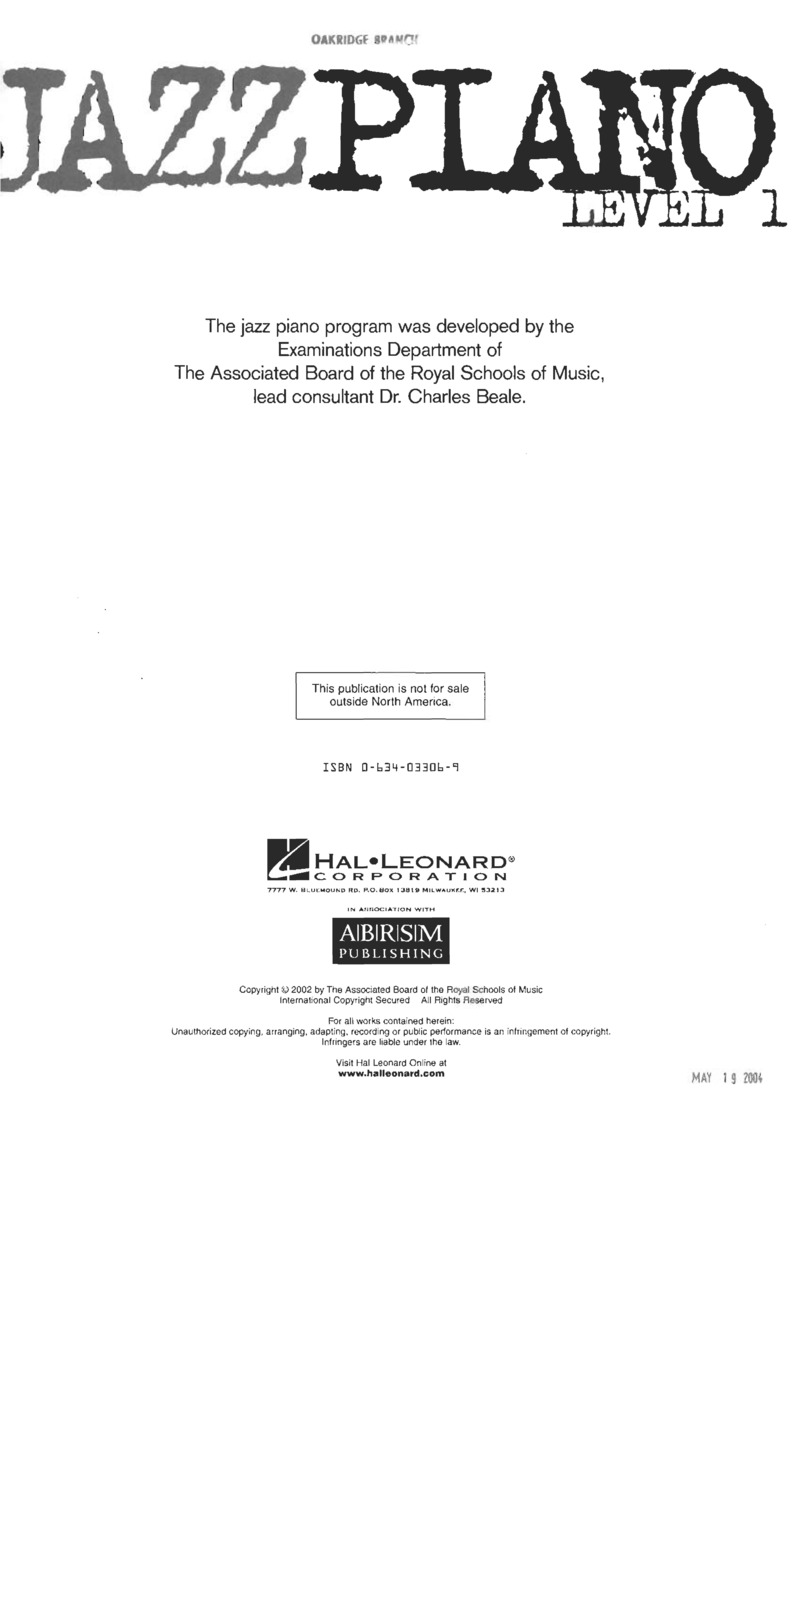 OAKRIDGE BRANCH
JAZZPIANO
LEVEL 1
The jazz piano program was developed by the
Examinations Department of
The Associated Board of the Royal Schools of Music,
lead consultant Dr. Charles Beale.
This publication is not for sale
outside North America.
ISBN 0-634-03306-9
HAL•LEONARD®
CORPORATION
7777 W. BLUEMOUND RD. P.O. BOX 13819 MILWAUKEE, WI 53213
IN ASSOCIATION WITH
A|B|R|S|M
PUBLISHING
Copyright © 2002 by The Associated Board of the Royal Schools of Music
International Copyright Secured All Rights Reserved
For all works contained herein:
Unauthorized copying, arranging, adapting, recording or public performance is an infringement of copyright.
Infringers are liable under the law.
Visit Hal Leonard Online at
www.halleonard.com
MAY 19 2004